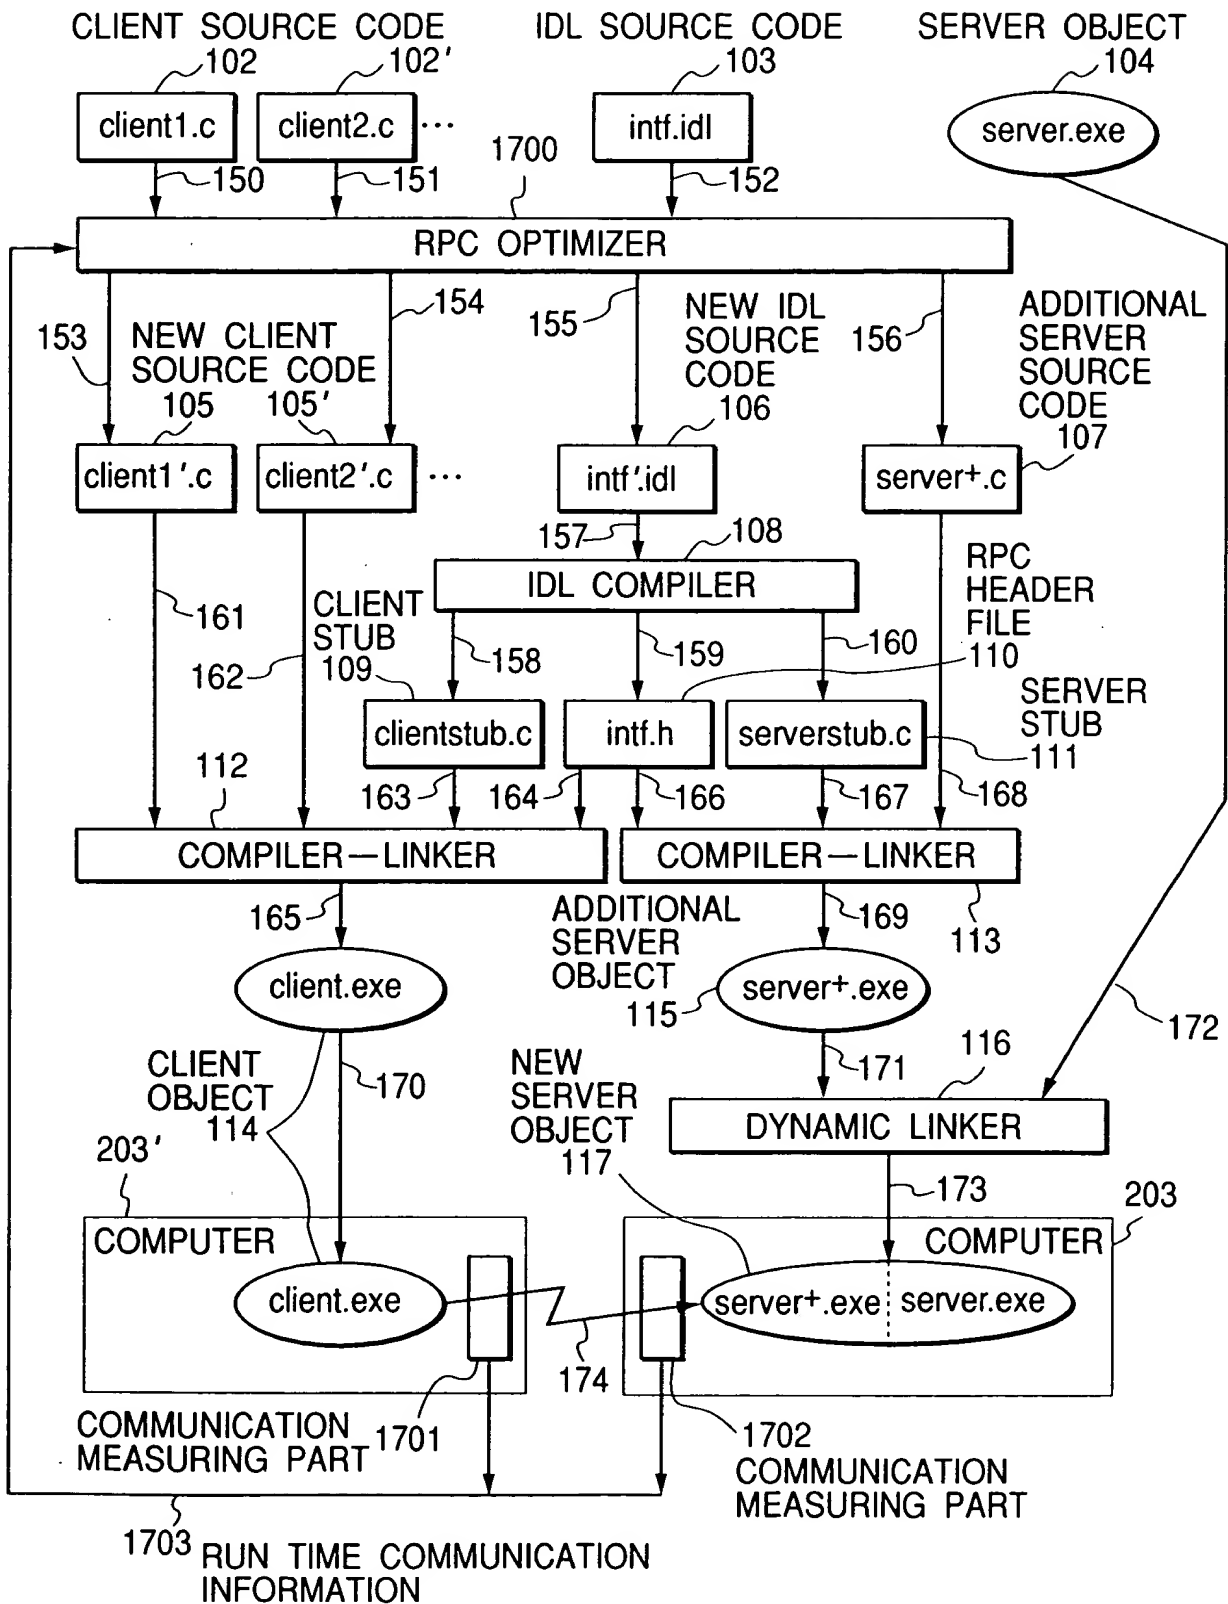 CLIENT SOURCE CODE
IDL SOURCE CODE
SERVER OBJECT
102
102'
103
104
client1.c
client2.c
...
intf.idl
server.exe
150
151
1700
152
RPC OPTIMIZER
153
154
155
156
NEW CLIENT
SOURCE CODE
105
105'
NEW IDL
SOURCE
CODE
106
ADDITIONAL
SERVER
SOURCE
CODE
107
client1'.c
client2'.c
...
intf'.idl
server+.c
157
108
IDL COMPILER
RPC
HEADER
FILE
110
161
162
CLIENT
STUB
109
158
159
160
clientstub.c
intf.h
serverstub.c
SERVER
STUB
111
112
163
164
166
167
168
COMPILER–LINKER
COMPILER–LINKER
165
169
113
ADDITIONAL
SERVER
OBJECT
115
client.exe
server+.exe
172
CLIENT
OBJECT
114
170
NEW
SERVER
OBJECT
117
171
116
DYNAMIC LINKER
173
203'
203
COMPUTER
COMPUTER
client.exe
server+.exe
server.exe
174
COMMUNICATION
MEASURING PART
1701
1702
COMMUNICATION
MEASURING PART
1703
RUN TIME COMMUNICATION
INFORMATION